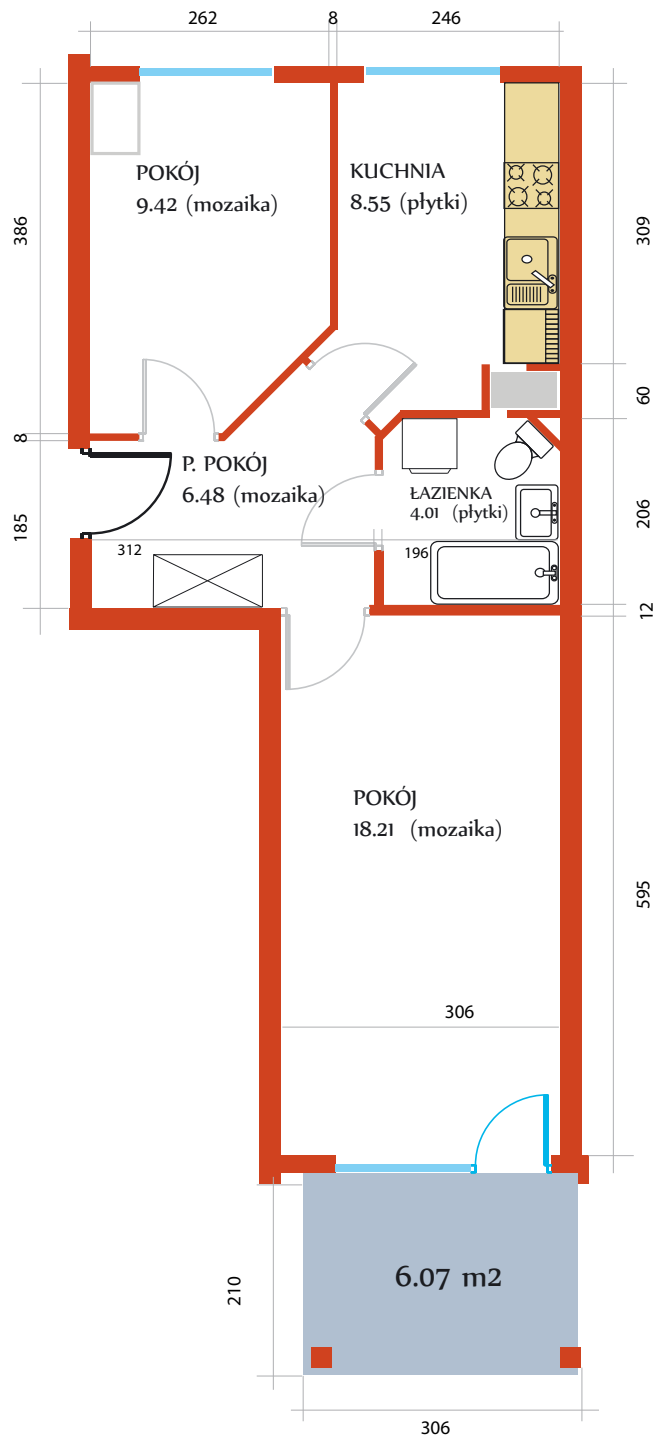 262
8
246
POKÓJ
9.42 (mozaika)
KUCHNIA
8.55 (płytki)
386
309
60
8
P. POKÓJ
6.48 (mozaika)
ŁAZIENKA
4.01 (płytki)
185
206
312
196
12
POKÓJ
18.21 (mozaika)
595
306
6.07 m2
210
306